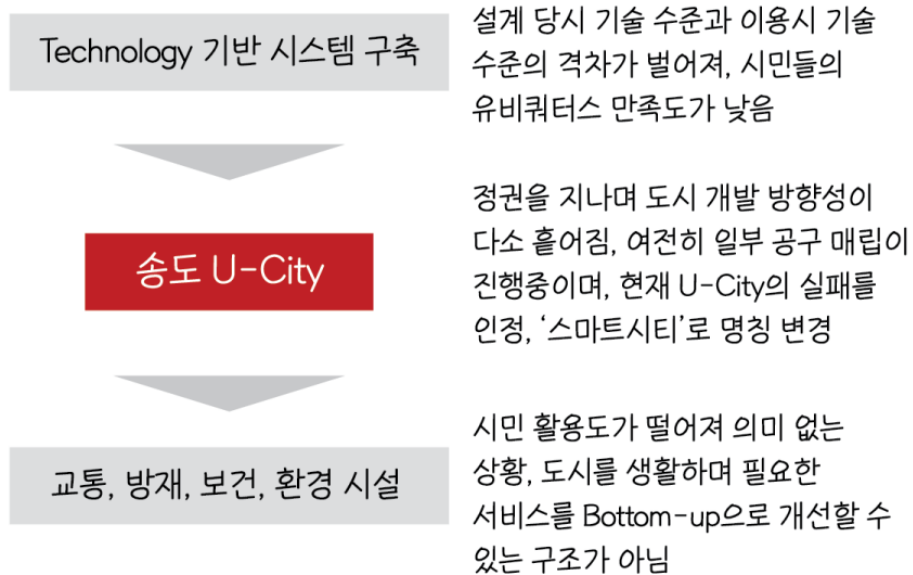 Technology 기반 시스템 구축
설계 당시 기술 수준과 이용시 기술
수준의 격차가 벌어져, 시민들의
유비쿼터스 만족도가 낮음
송도 U-City
정권을 지나며 도시 개발 방향성이
다소 흩어짐, 여전히 일부 공구 매립이
진행중이며, 현재 U-City의 실패를
인정, ‘스마트시티’로 명칭 변경
교통, 방재, 보건, 환경 시설
시민 활용도가 떨어져 의미 없는
상황, 도시를 생활하며 필요한
서비스를 Bottom-up으로 개선할 수
있는 구조가 아님